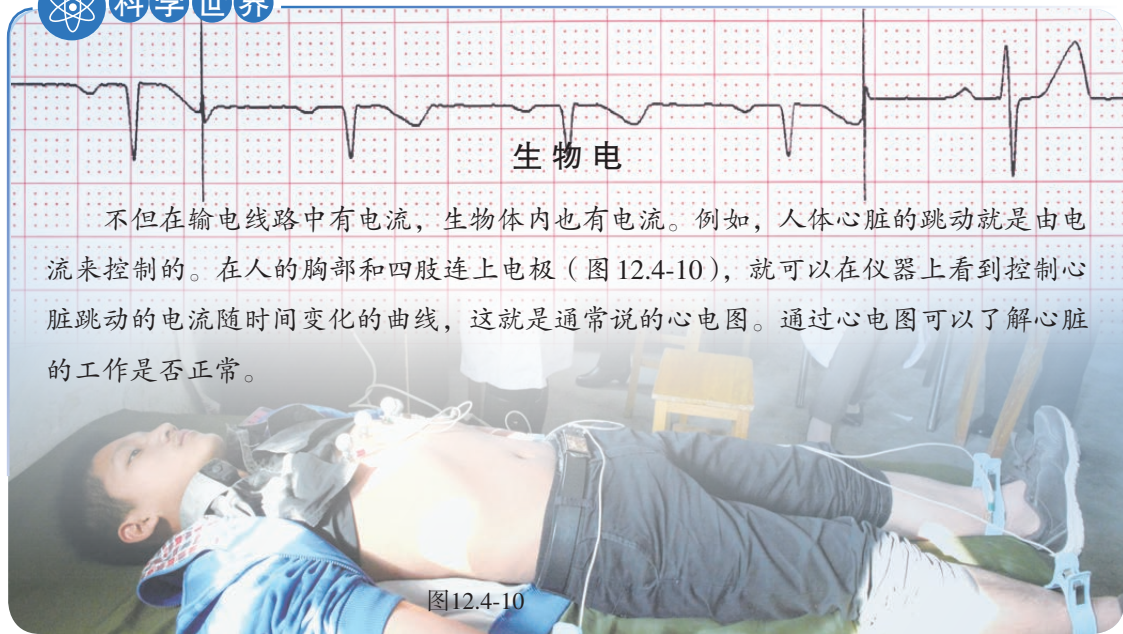 科学世界
生物电
不但在输电线路中有电流，生物体内也有电流。例如，人体心脏的跳动就是由电
流来控制的。在人的胸部和四肢连上电极（图12.4-10），就可以在仪器上看到控制心
脏跳动的电流随时间变化的曲线，这就是通常说的心电图。通过心电图可以了解心脏
的工作是否正常。
图12.4-10